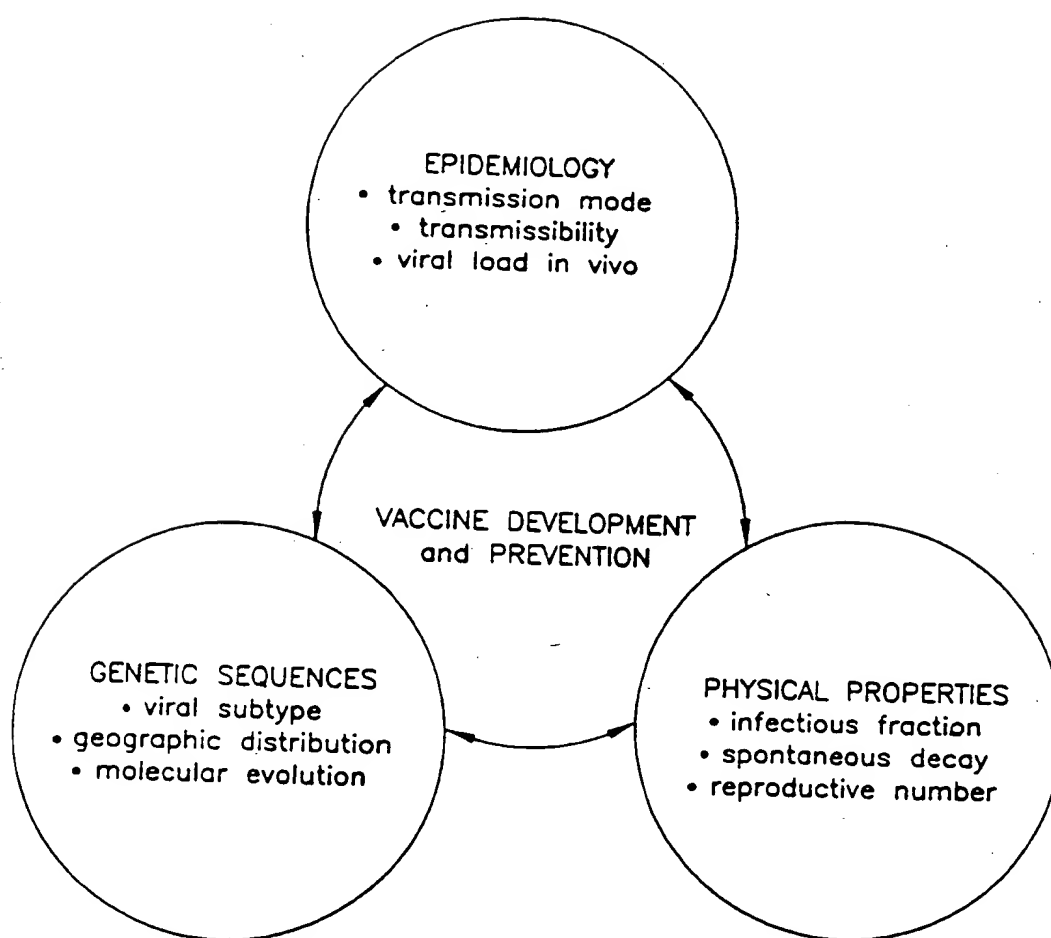 EPIDEMIOLOGY
• transmission mode
• transmissibility
• viral load in vivo
VACCINE DEVELOPMENT
and PREVENTION
GENETIC SEQUENCES
• viral subtype
• geographic distribution
• molecular evolution
PHYSICAL PROPERTIES
• infectious fraction
• spontaneous decay
• reproductive number